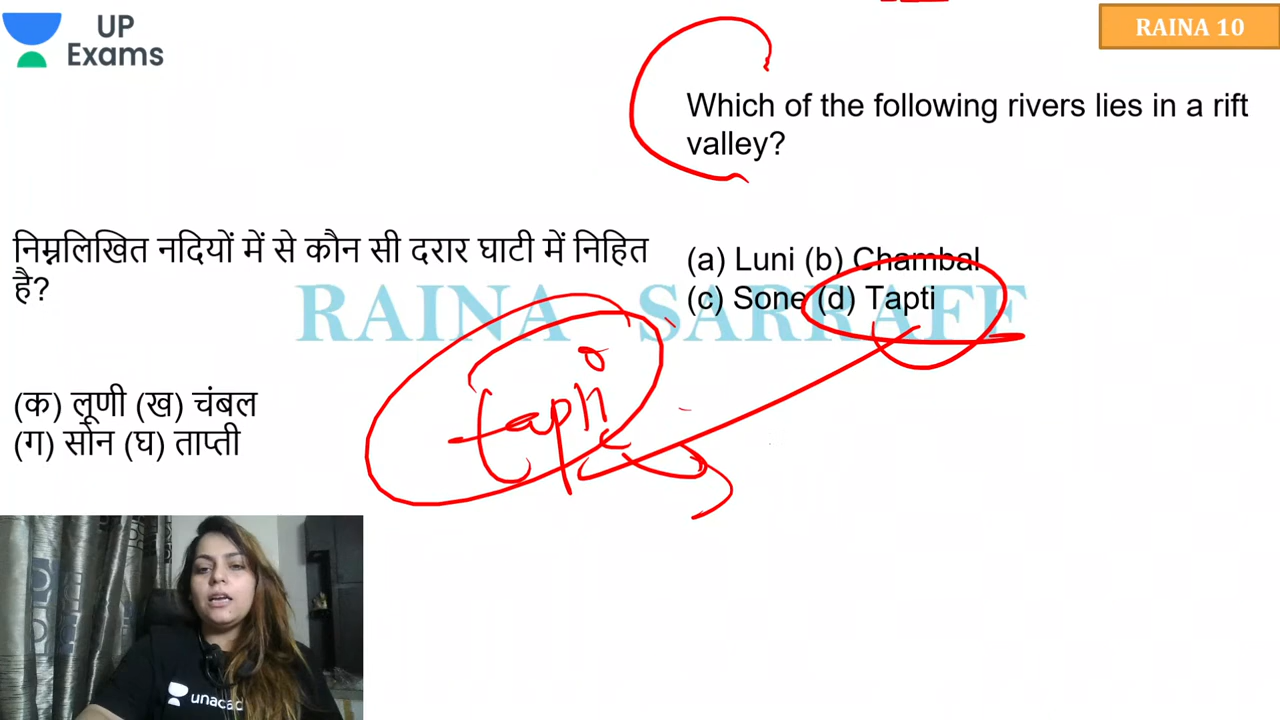 UP
Exams
RAINA 10
Which of the following rivers lies in a rift
valley?
निम्नलिखित नदियों में से कौन सी दरार घाटी में निहित
है?
(a) Luni (b) Chambal
(c) Sone (d) Tapti
RAINA SARRAFF
tapti
(क) लूणी (ख) चंबल
(ग) सोन (घ) ताप्ती
unacad